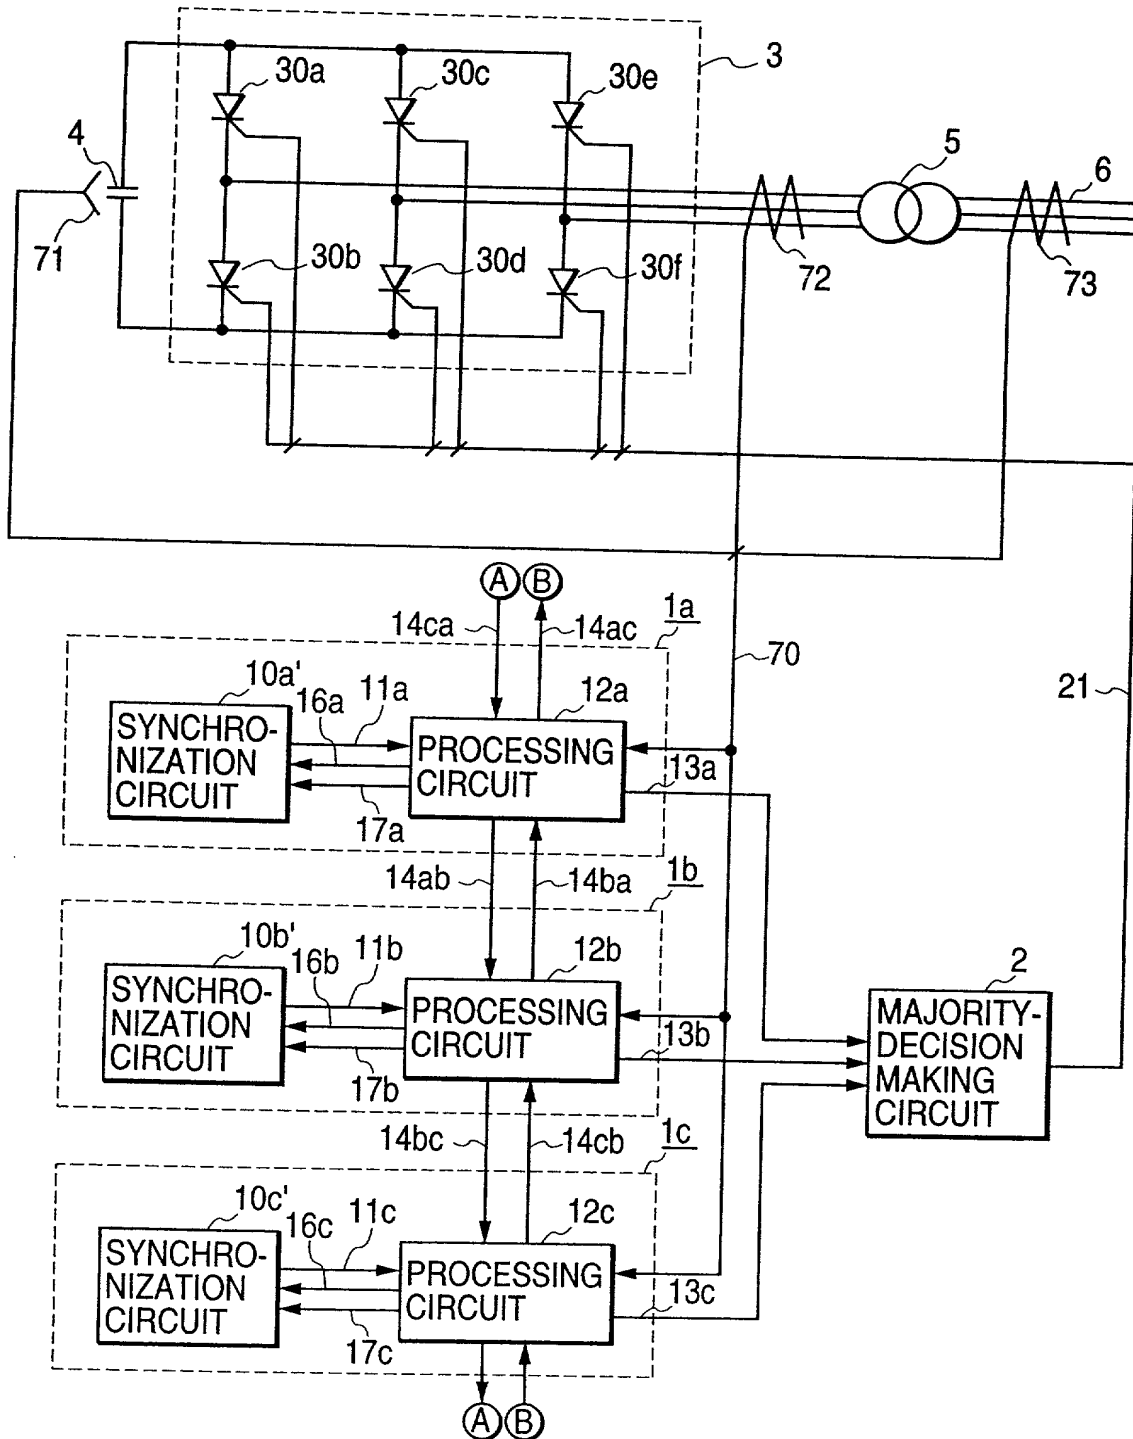 30a
30c
30e
3
4
5
6
71
30b
30d
30f
72
73
A
B
14ca
14ac
1a
70
10a'
16a
11a
12a
21
SYNCHRO-
NIZATION
CIRCUIT
PROCESSING
CIRCUIT
13a
17a
14ab
14ba
1b
10b'
16b
11b
12b
2
SYNCHRO-
NIZATION
CIRCUIT
PROCESSING
CIRCUIT
13b
MAJORITY-
DECISION
MAKING
CIRCUIT
17b
14bc
14cb
1c
10c'
16c
11c
12c
SYNCHRO-
NIZATION
CIRCUIT
PROCESSING
CIRCUIT
13c
17c
A
B